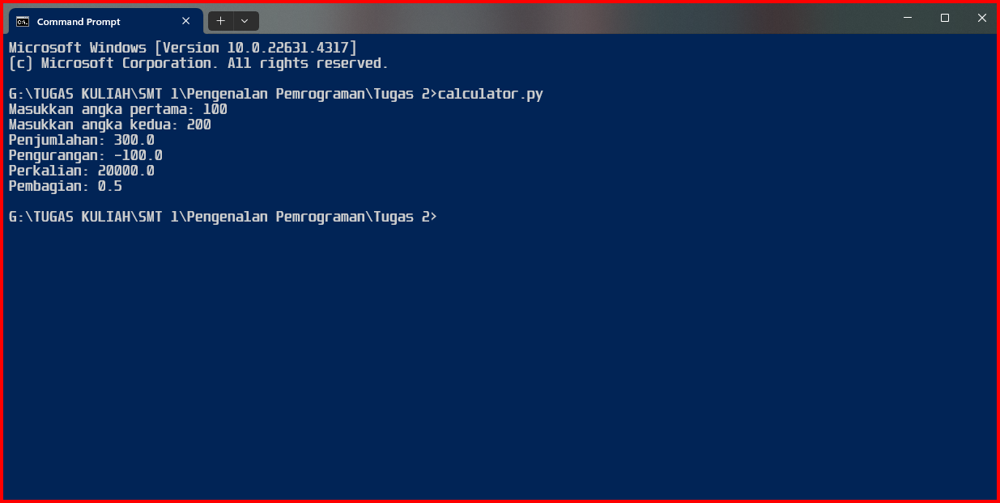 Command Prompt
Microsoft Windows [Version 10.0.22631.4317]
(c) Microsoft Corporation. All rights reserved.
G:\TUGAS KULIAH\SMT 1\Pengenalan Pemrograman\Tugas 2>calculator.py
Masukkan angka pertama: 100
Masukkan angka kedua: 200
Penjumlahan: 300.0
Pengurangan: -100.0
Perkalian: 20000.0
Pembagian: 0.5
G:\TUGAS KULIAH\SMT 1\Pengenalan Pemrograman\Tugas 2>